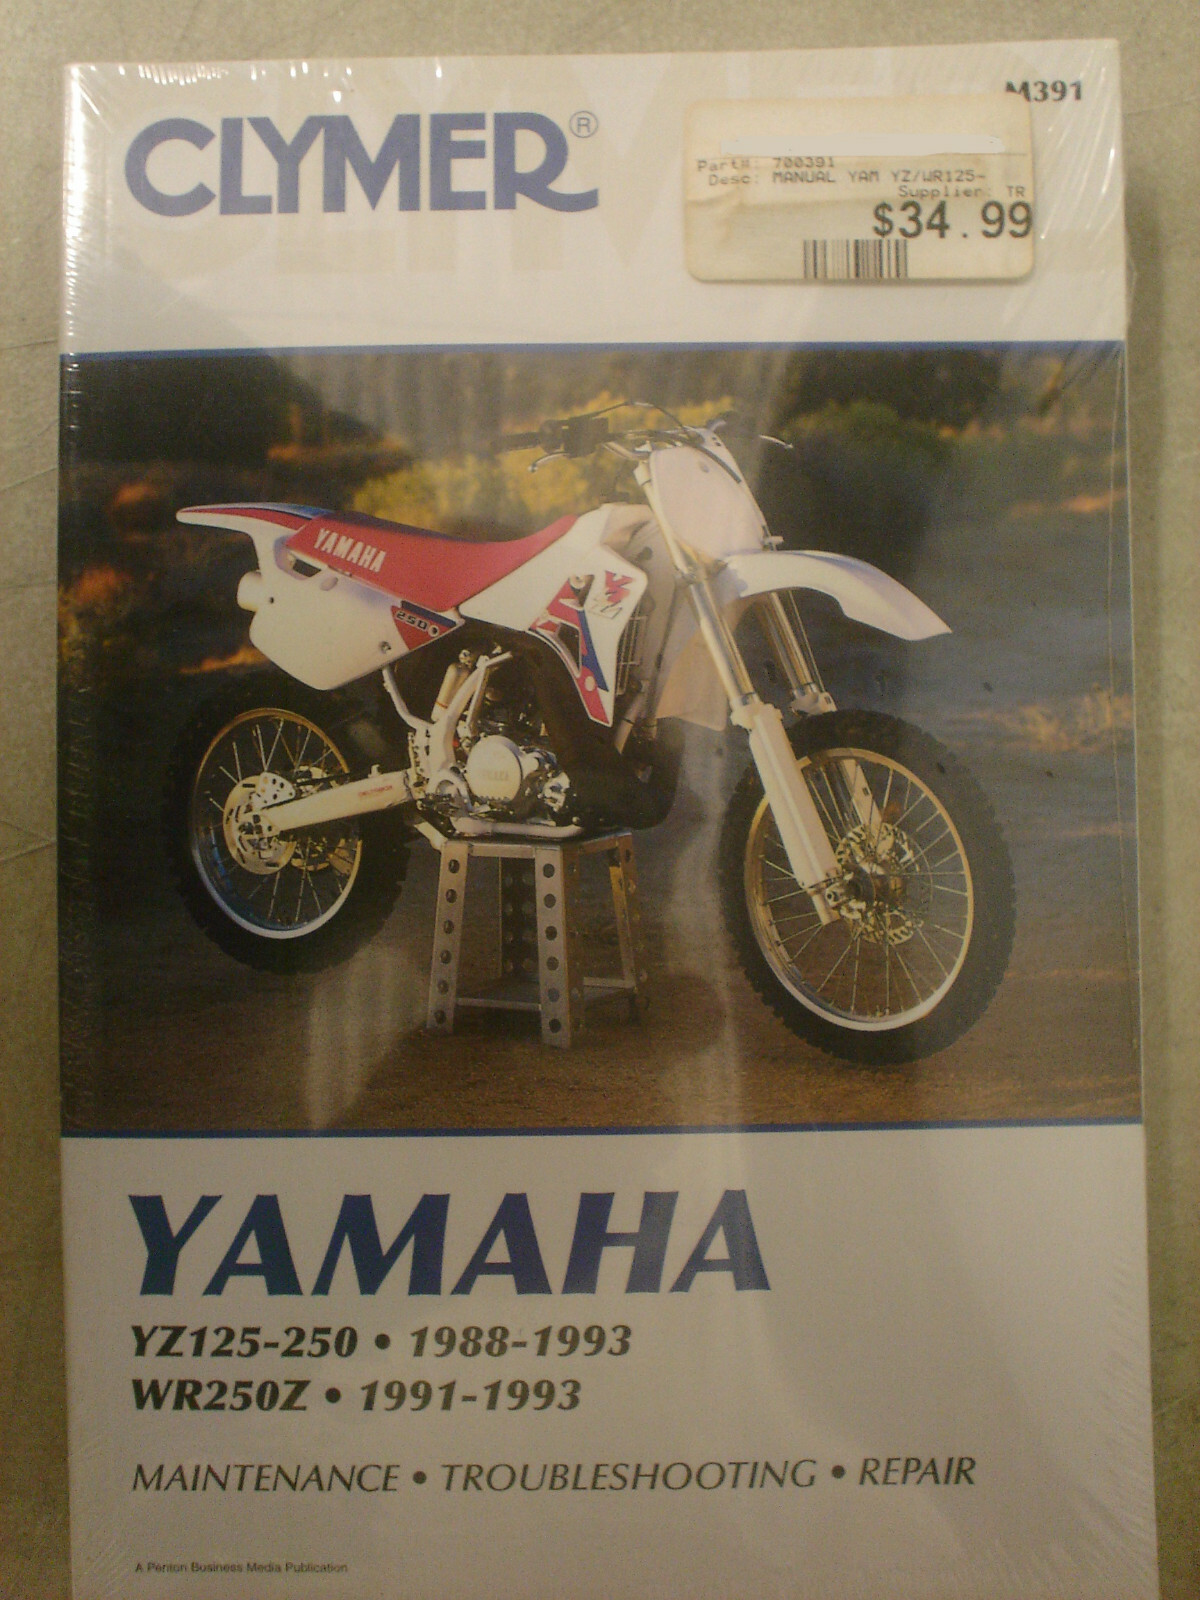 CLYMER®
M391
Part#: 700391
Desc: MANUAL YAM YZ/WR125-
Supplier: TR
$34.99
YAMAHA
250
YAMAHA
YZ125-250 • 1988-1993
WR250Z • 1991-1993
MAINTENANCE • TROUBLESHOOTING • REPAIR
A Penton Business Media Publication